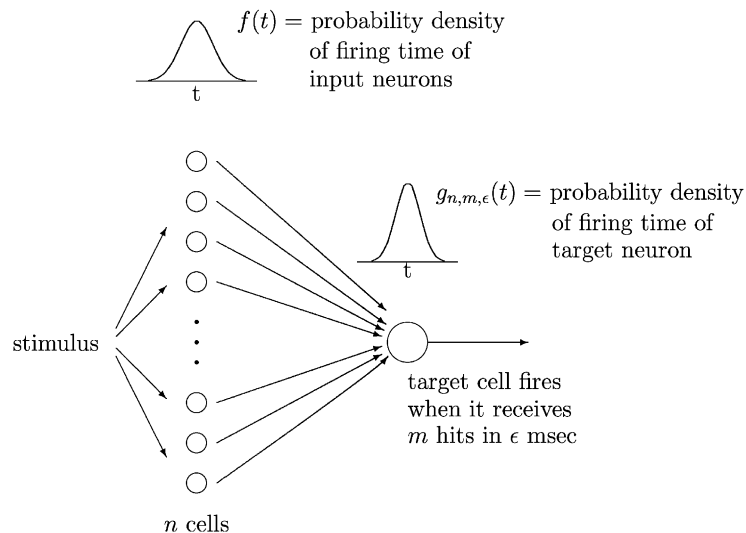 f(t) = probability density
of firing time of
input neurons
t
g_{n,m,ϵ}(t) = probability density
of firing time of
target neuron
t
stimulus
target cell fires
when it receives
m hits in ϵ msec
n cells